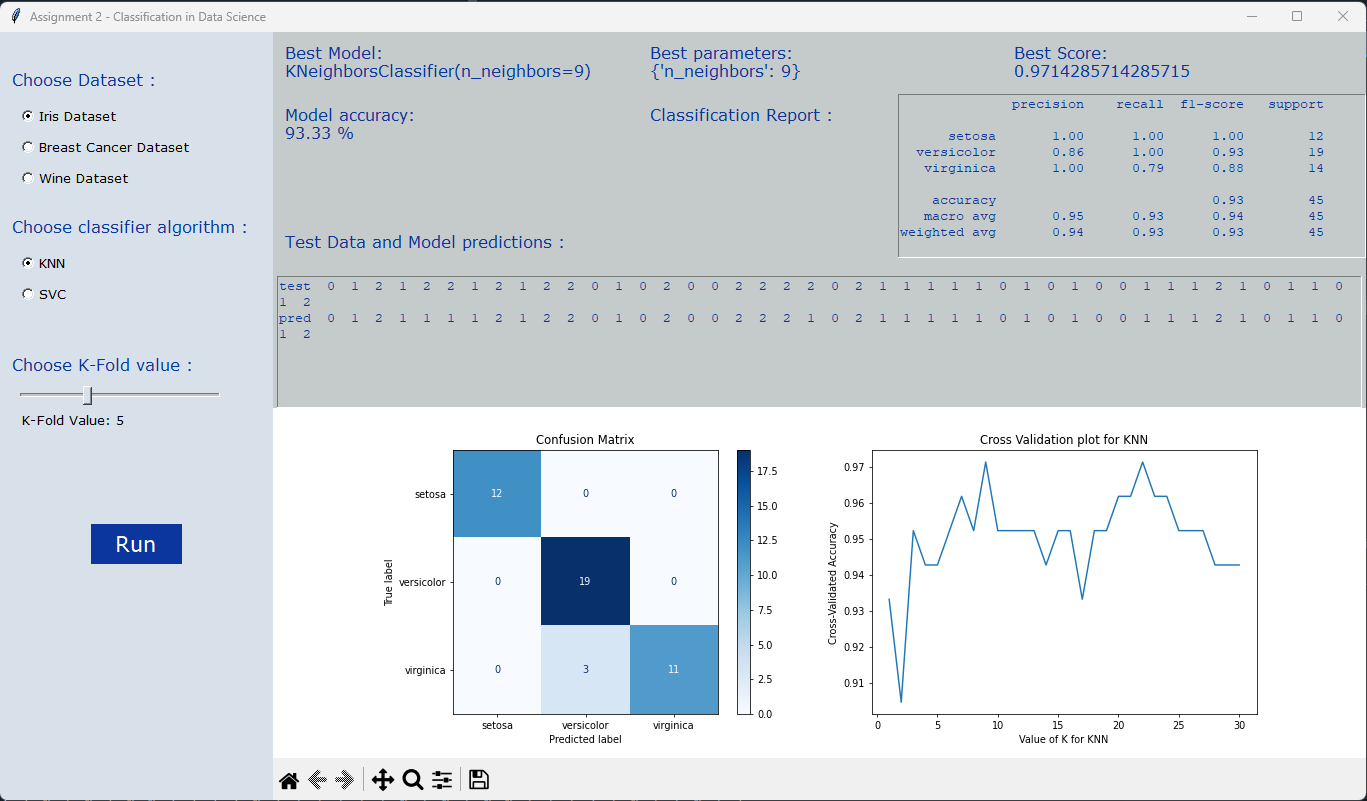 Assignment 2 - Classification in Data Science
Choose Dataset :
Iris Dataset
Breast Cancer Dataset
Wine Dataset
Choose classifier algorithm :
KNN
SVC
Choose K-Fold value :
K-Fold Value: 5
Run
Best Model:
KNeighborsClassifier(n_neighbors=9)
Best parameters:
{'n_neighbors': 9}
Best Score:
0.9714285714285715
Model accuracy:
93.33 %
Classification Report :
precision recall f1-score support
setosa 1.00 1.00 1.00 12
versicolor 0.86 1.00 0.93 19
virginica 1.00 0.79 0.88 14
accuracy 0.93 45
macro avg 0.95 0.93 0.94 45
weighted avg 0.94 0.93 0.93 45
Test Data and Model predictions :
test 0 1 2 1 2 2 1 2 1 2 2 0 1 0 2 0 0 2 2 2 2 0 2 1 1 1 1 1 0 1 0 1 0 0 1 1 1 2 1 0 1 1 0
1 2
pred 0 1 2 1 1 1 1 2 1 2 2 0 1 0 2 0 0 2 2 2 1 0 2 1 1 1 1 1 0 1 0 1 0 0 1 1 1 2 1 0 1 1 0
1 2
Confusion Matrix
True label
setosa 12 0 0
versicolor 0 19 0
virginica 0 3 11
setosa versicolor virginica
Predicted label
17.5
15.0
12.5
10.0
7.5
5.0
2.5
0.0
Cross Validation plot for KNN
Cross-Validated Accuracy
0.97
0.96
0.95
0.94
0.93
0.92
0.91
0 5 10 15 20 25 30
Value of K for KNN